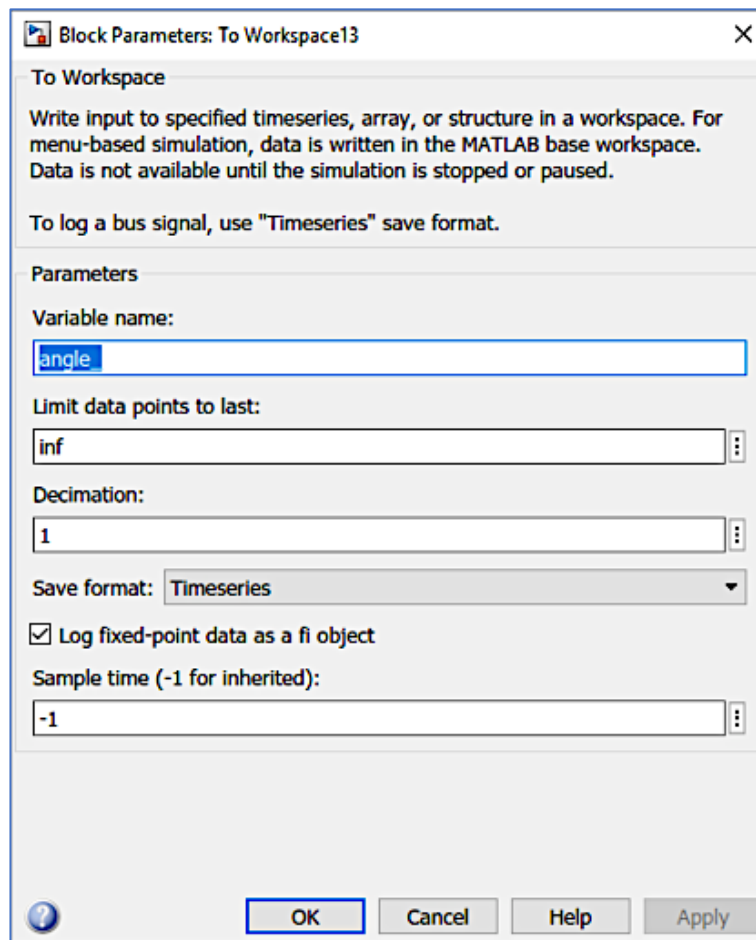 Block Parameters: To Workspace13
To Workspace
Write input to specified timeseries, array, or structure in a workspace. For
menu-based simulation, data is written in the MATLAB base workspace.
Data is not available until the simulation is stopped or paused.
To log a bus signal, use "Timeseries" save format.
Parameters
Variable name:
angle_
Limit data points to last:
inf
Decimation:
1
Save format: Timeseries
Log fixed-point data as a fi object
Sample time (-1 for inherited):
-1
OK Cancel Help Apply